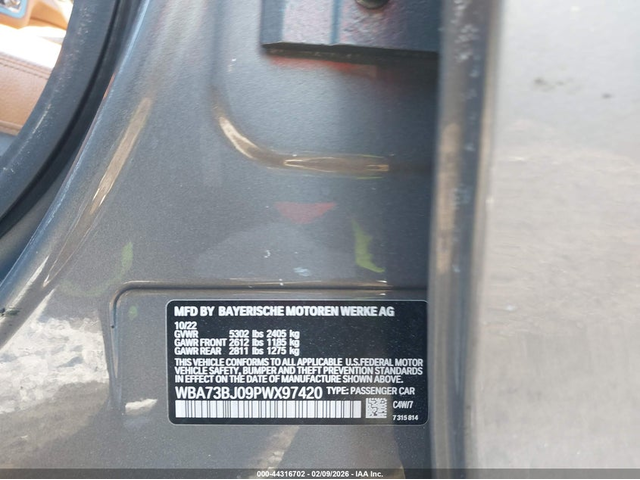 MFD BY BAYERISCHE MOTOREN WERKE AG
10/22
GVWR 5302 lbs 2405 kg
GAWR FRONT 2612 lbs 1185 kg
GAWR REAR 2811 lbs 1275 kg
THIS VEHICLE CONFORMS TO ALL APPLICABLE U.S.FEDERAL MOTOR
VEHICLE SAFETY, BUMPER AND THEFT PREVENTION STANDARDS
IN EFFECT ON THE DATE OF MANUFACTURE SHOWN ABOVE.
WBA73BJ09PWX97420 TYPE: PASSENGER CAR
C4W/7
7 315 814
000-44316702 - 02/09/2026 - IAA Inc.